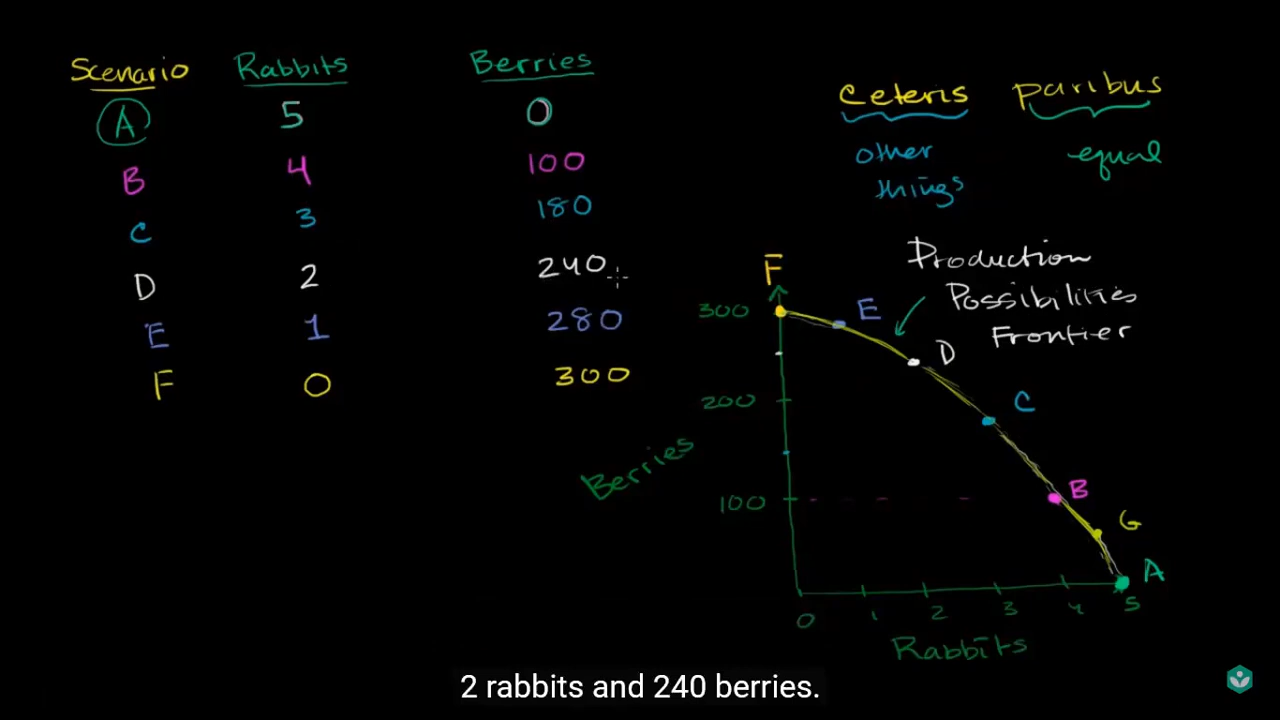 Scenario Rabbits Berries
A 5 0
B 4 100
C 3 180
D 2 240
E 1 280
F 0 300
Ceteris paribus
other equal
things
Production
Possibilities
Frontier
F
300
E
D
200
C
Berries
100
B
G
A
0 1 2 3 4 5
Rabbits
2 rabbits and 240 berries.